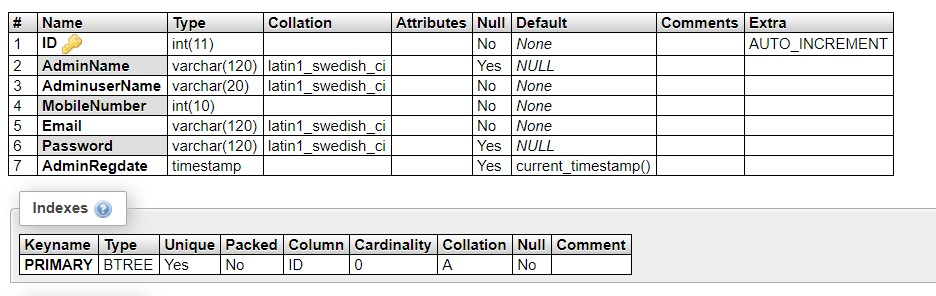 # Name Type Collation Attributes Null Default Comments Extra
1 ID int(11) No None AUTO_INCREMENT
2 AdminName varchar(120) latin1_swedish_ci Yes NULL
3 AdminuserName varchar(20) latin1_swedish_ci No None
4 MobileNumber int(10) No None
5 Email varchar(120) latin1_swedish_ci No None
6 Password varchar(120) latin1_swedish_ci Yes NULL
7 AdminRegdate timestamp Yes current_timestamp()
Indexes ?
Keyname Type Unique Packed Column Cardinality Collation Null Comment
PRIMARY BTREE Yes No ID 0 A No